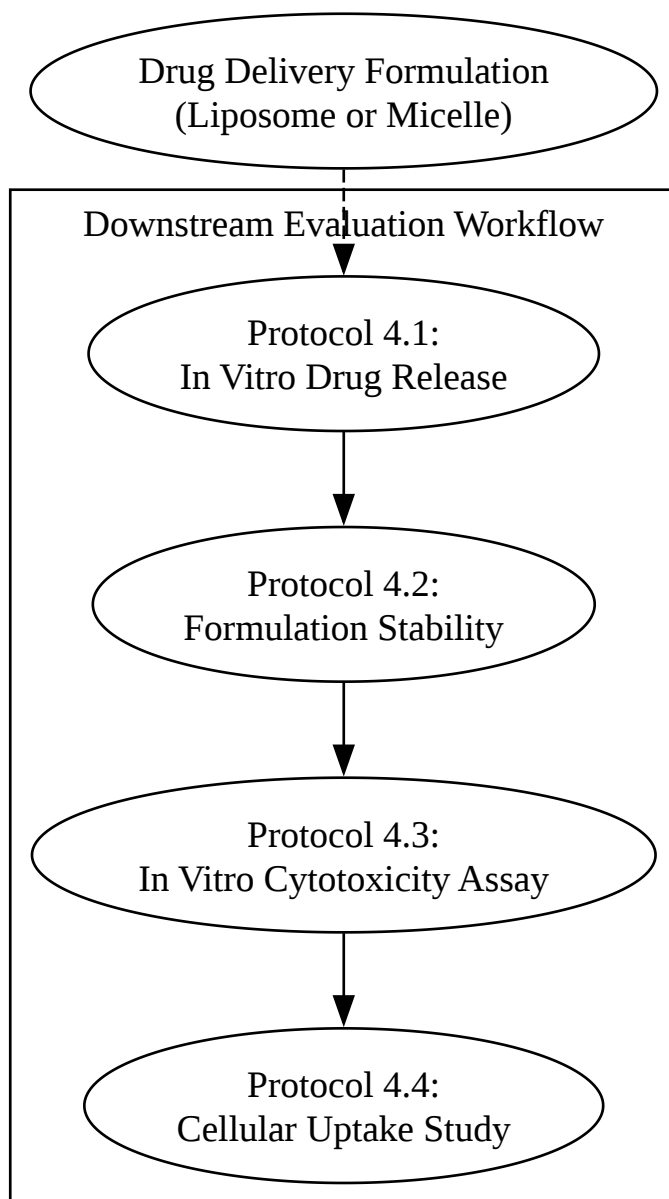 Drug Delivery Formulation
(Liposome or Micelle)
Downstream Evaluation Workflow
Protocol 4.1:
In Vitro Drug Release
Protocol 4.2:
Formulation Stability
Protocol 4.3:
In Vitro Cytotoxicity Assay
Protocol 4.4:
Cellular Uptake Study